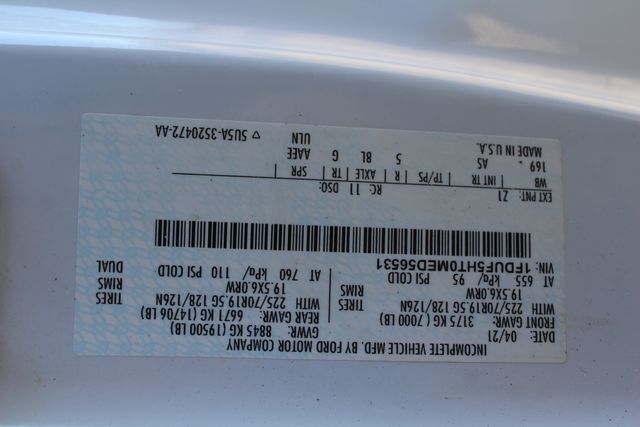 INCOMPLETE VEHICLE MFD. BY FORD MOTOR COMPANY
04/21 GVWR: 8845 KG (19500 LB)
FRONT GAWR: 3175 KG ( 7000 LB) REAR GAWR: 6671 KG (14706 LB)
WITH 225/70R19.5G 128/126N TIRES WITH 225/70R19.5G 128/126N TIRES
19.5X6.0RW RIMS 19.5X6.0RW RIMS
AT 655 kPa/ 95 PSI COLD AT 760 kPa/ 110 PSI COLD DUAL
VIN: 1FDUF5HT0MED56531
EXT PNT: Z1 RC: 11 DSO:
WB INT TR TP/PS R AXLE TR SPR
169 AS 5 8L G AAEE
MADE IN U.S.A. ULN ▽ 5USA-3520472-AA